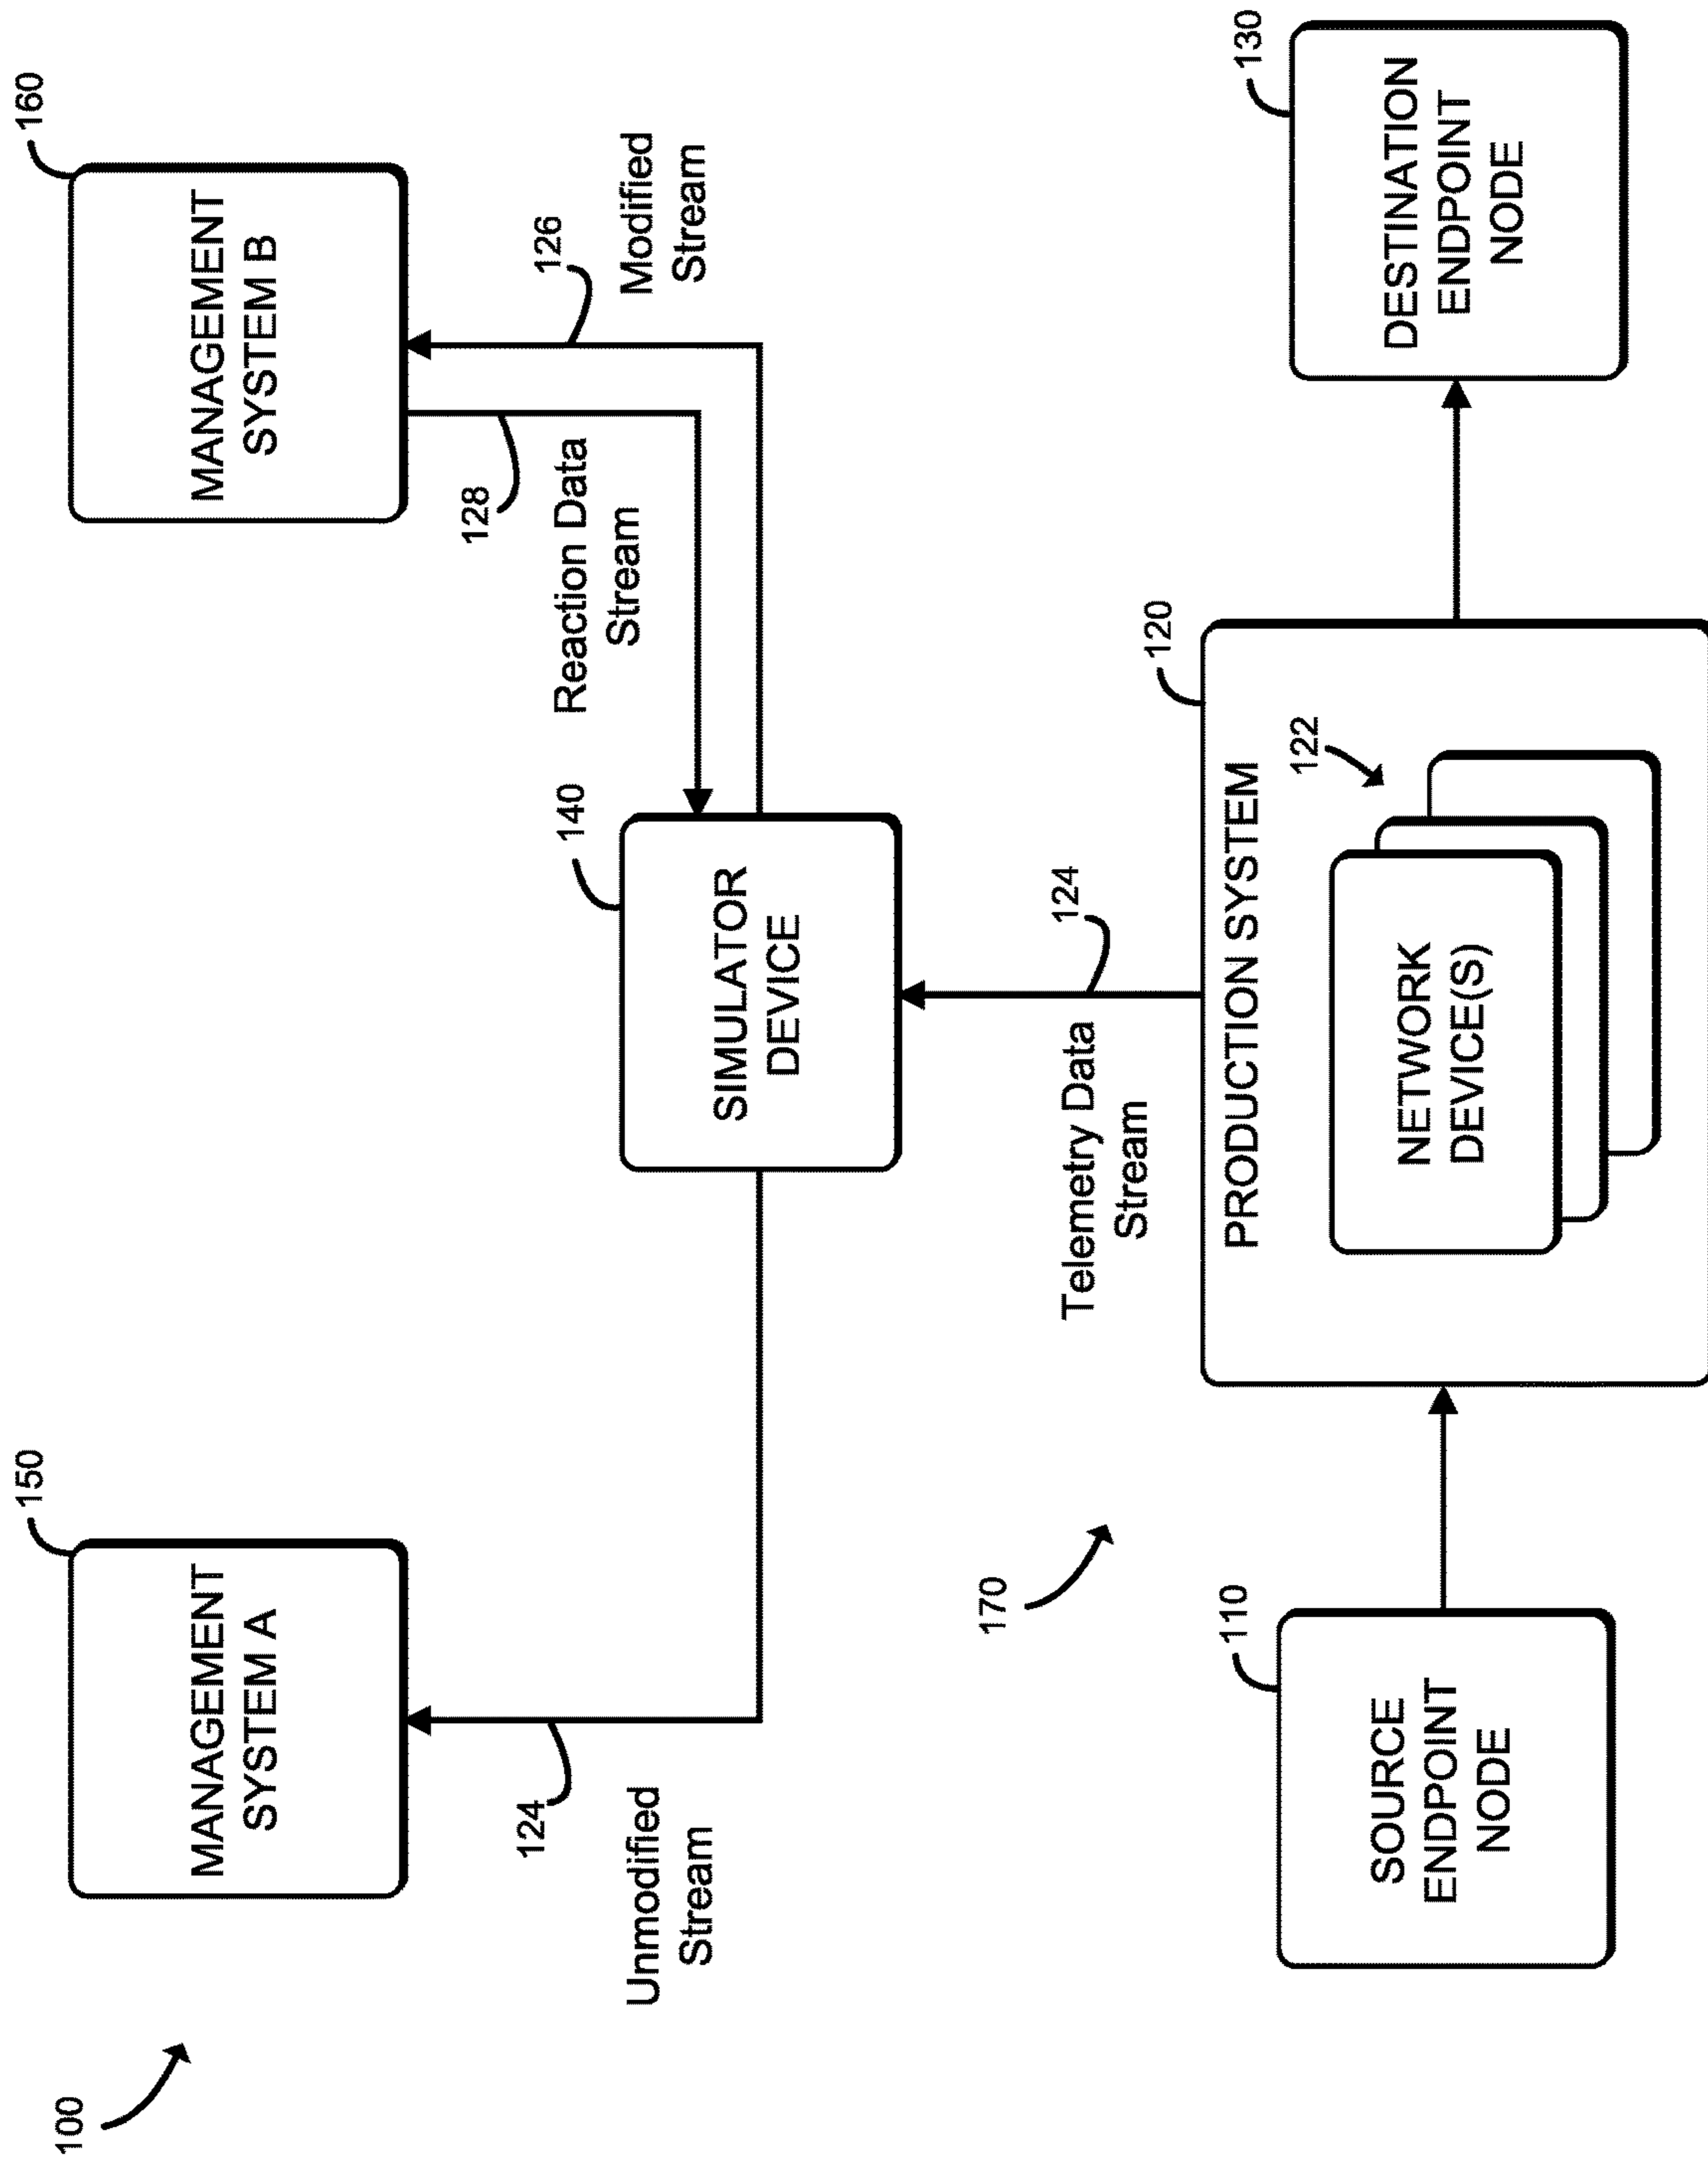 100
150
MANAGEMENT
SYSTEM A
124
Unmodified
Stream
160
MANAGEMENT
SYSTEM B
128
Reaction Data
Stream
126
Modified
Stream
140
SIMULATOR
DEVICE
Telemetry Data
Stream
124
170
110
SOURCE
ENDPOINT
NODE
120
PRODUCTION SYSTEM
122
NETWORK
DEVICE(S)
130
DESTINATION
ENDPOINT
NODE